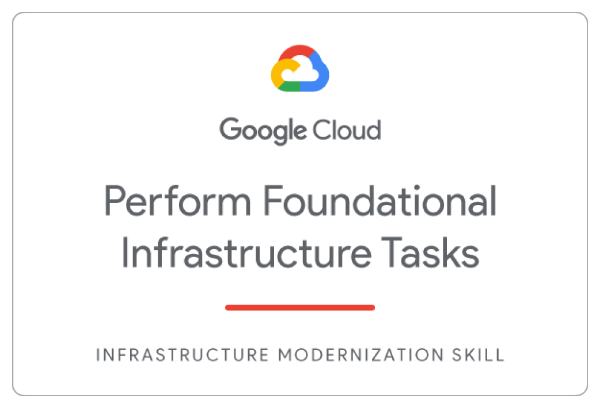 Google Cloud
Perform Foundational
Infrastructure Tasks
INFRASTRUCTURE MODERNIZATION SKILL